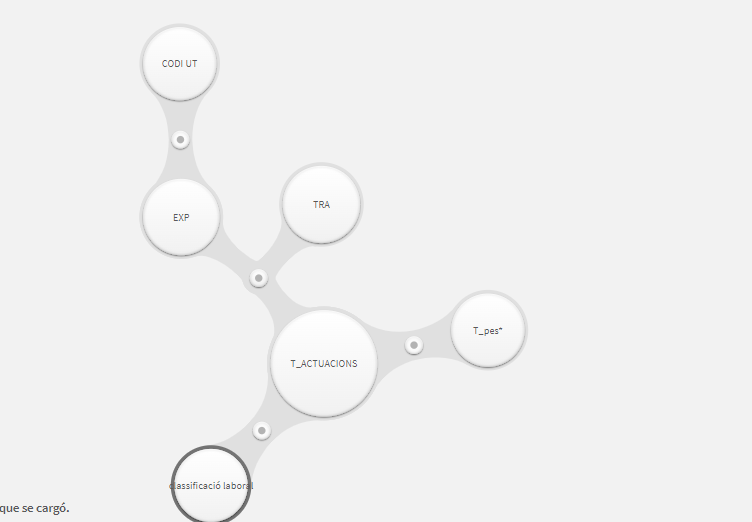 CODI UT
EXP
TRA
T_pes*
T_ACTUACIONS
classificació laboral
que se cargó.